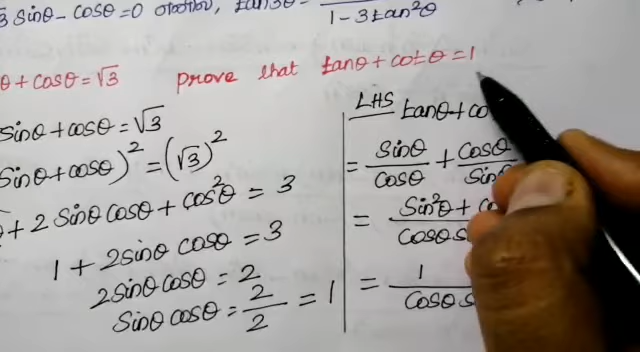 3 Sinθ - Cosθ = 0 tan3θ =
1 - 3tan²θ
θ + cosθ = √3 prove that tanθ + cotθ = 1
Sinθ + cosθ = √3
Sinθ + cosθ)² = (√3)²
+ 2 Sinθ Cosθ + cos²θ = 3
1 + 2sinθ cosθ = 3
2sinθ cosθ = 2
Sinθ cosθ = 2/2 = 1
LHS tanθ + co
= Sinθ/Cosθ + Cosθ/Sinθ
= Sin²θ + co/Cosθ s
= 1/Cosθ s